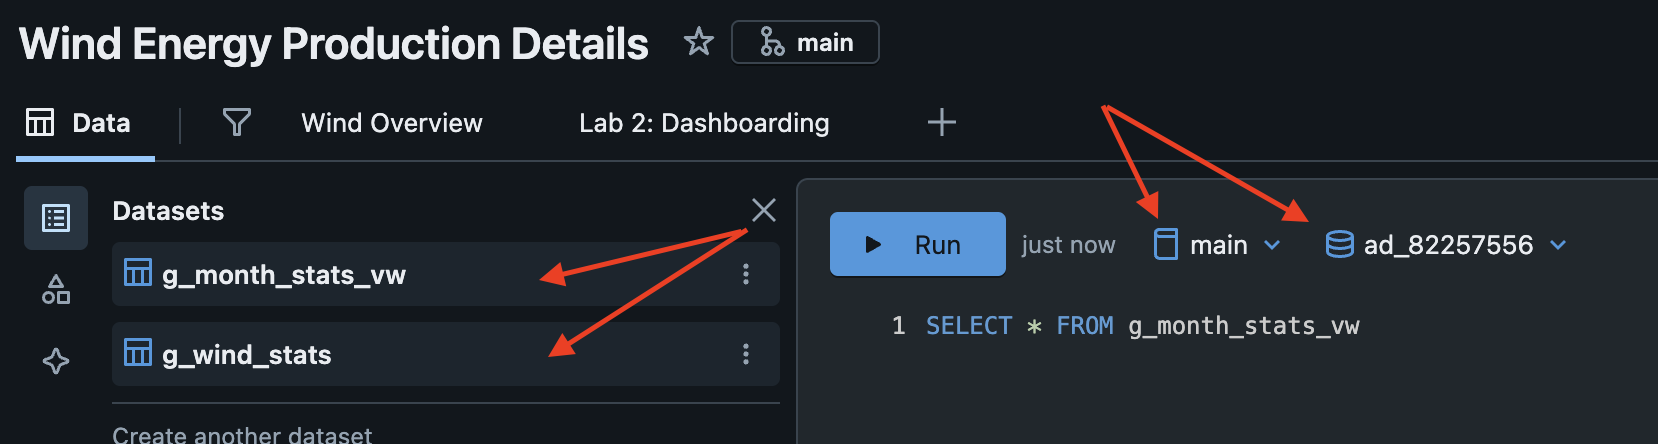 Wind Energy Production Details
main
Data
Wind Overview
Lab 2: Dashboarding
Datasets
g_month_stats_vw
g_wind_stats
Create another dataset
Run
just now
main
ad_82257556
1 SELECT * FROM g_month_stats_vw